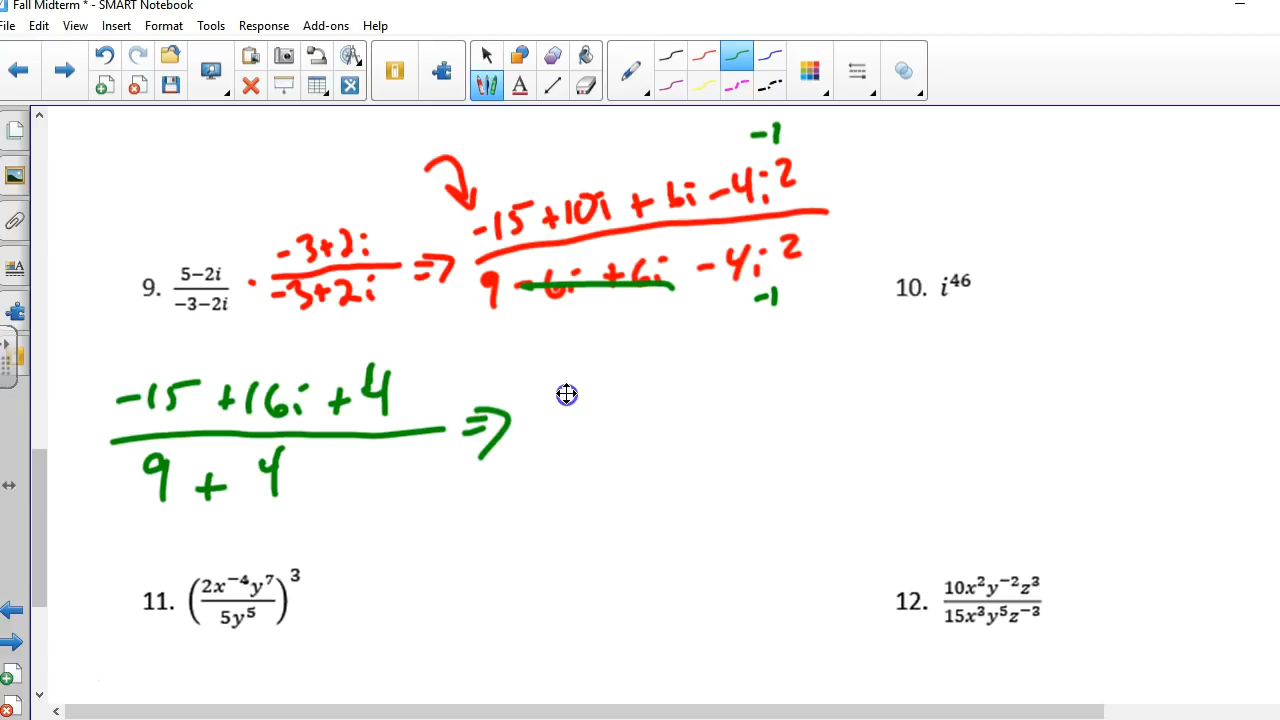 Fall Midterm * - SMART Notebook
File Edit View Insert Format Tools Response Add-ons Help
-1
-15 +10i + 6i - 4i²
-3+2i
9. 5−2i / −3−2i · -3+2i / -3+2i ⇒ 9 - 6i + 6i - 4i²
-1
10. i⁴⁶
-15 + 16i + 4 ⇒
9 + 4
11. (2x⁻⁴y⁷ / 5y⁵)³
12. 10x²y⁻²z³ / 15x³y⁵z⁻³